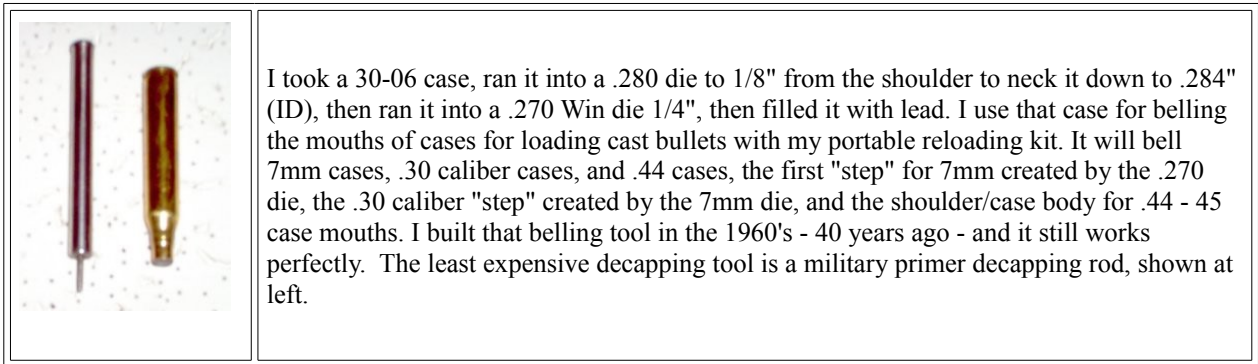 I took a 30-06 case, ran it into a .280 die to 1/8" from the shoulder to neck it down to .284"
(ID), then ran it into a .270 Win die 1/4", then filled it with lead. I use that case for belling
the mouths of cases for loading cast bullets with my portable reloading kit. It will bell
7mm cases, .30 caliber cases, and .44 cases, the first "step" for 7mm created by the .270
die, the .30 caliber "step" created by the 7mm die, and the shoulder/case body for .44 - 45
case mouths. I built that belling tool in the 1960's - 40 years ago - and it still works
perfectly.  The least expensive decapping tool is a military primer decapping rod, shown at
left.